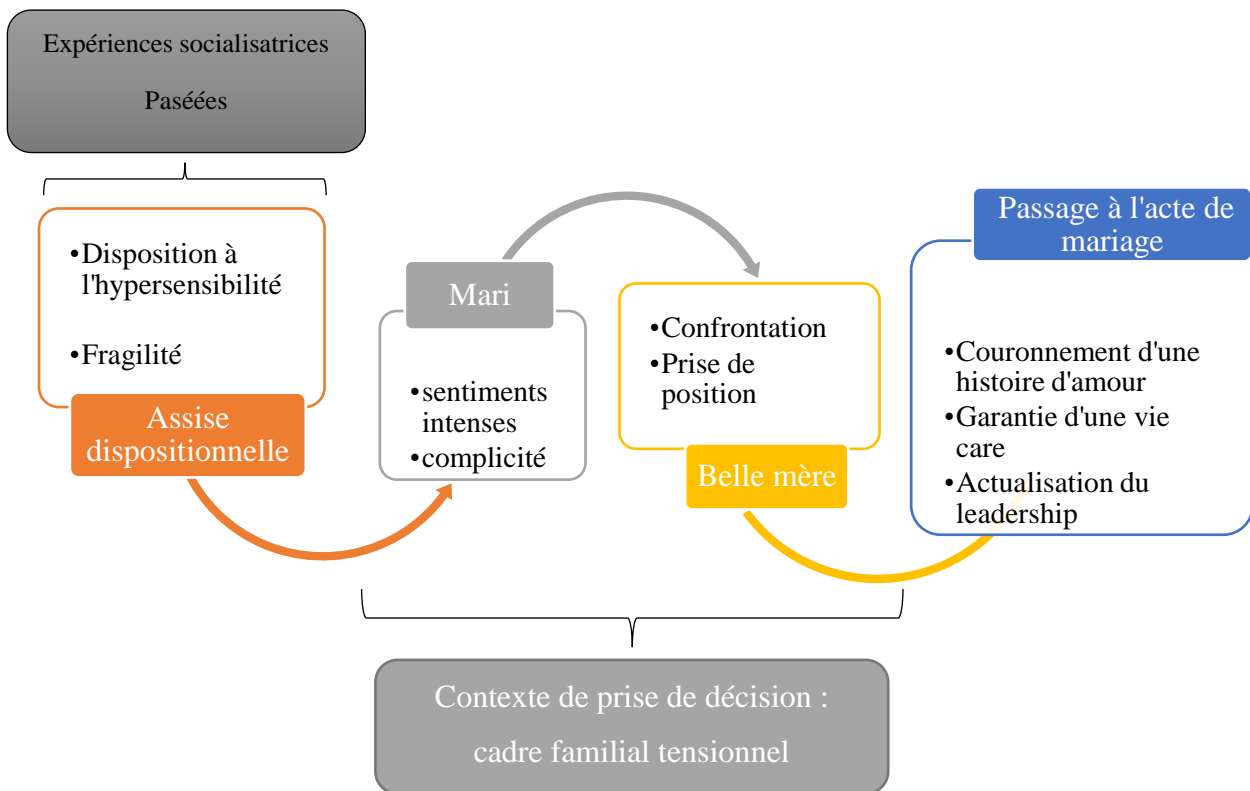 Expériences socialisatrices
Paséées
•Disposition à
l'hypersensibilité
•Fragilité
Assise
dispositionnelle
Mari
•sentiments
intenses
•complicité
•Confrontation
•Prise de
position
Belle mère
Passage à l'acte de
mariage
•Couronnement d'une
histoire d'amour
•Garantie d'une vie
care
•Actualisation du
leadership
Contexte de prise de décision :
cadre familial tensionnel